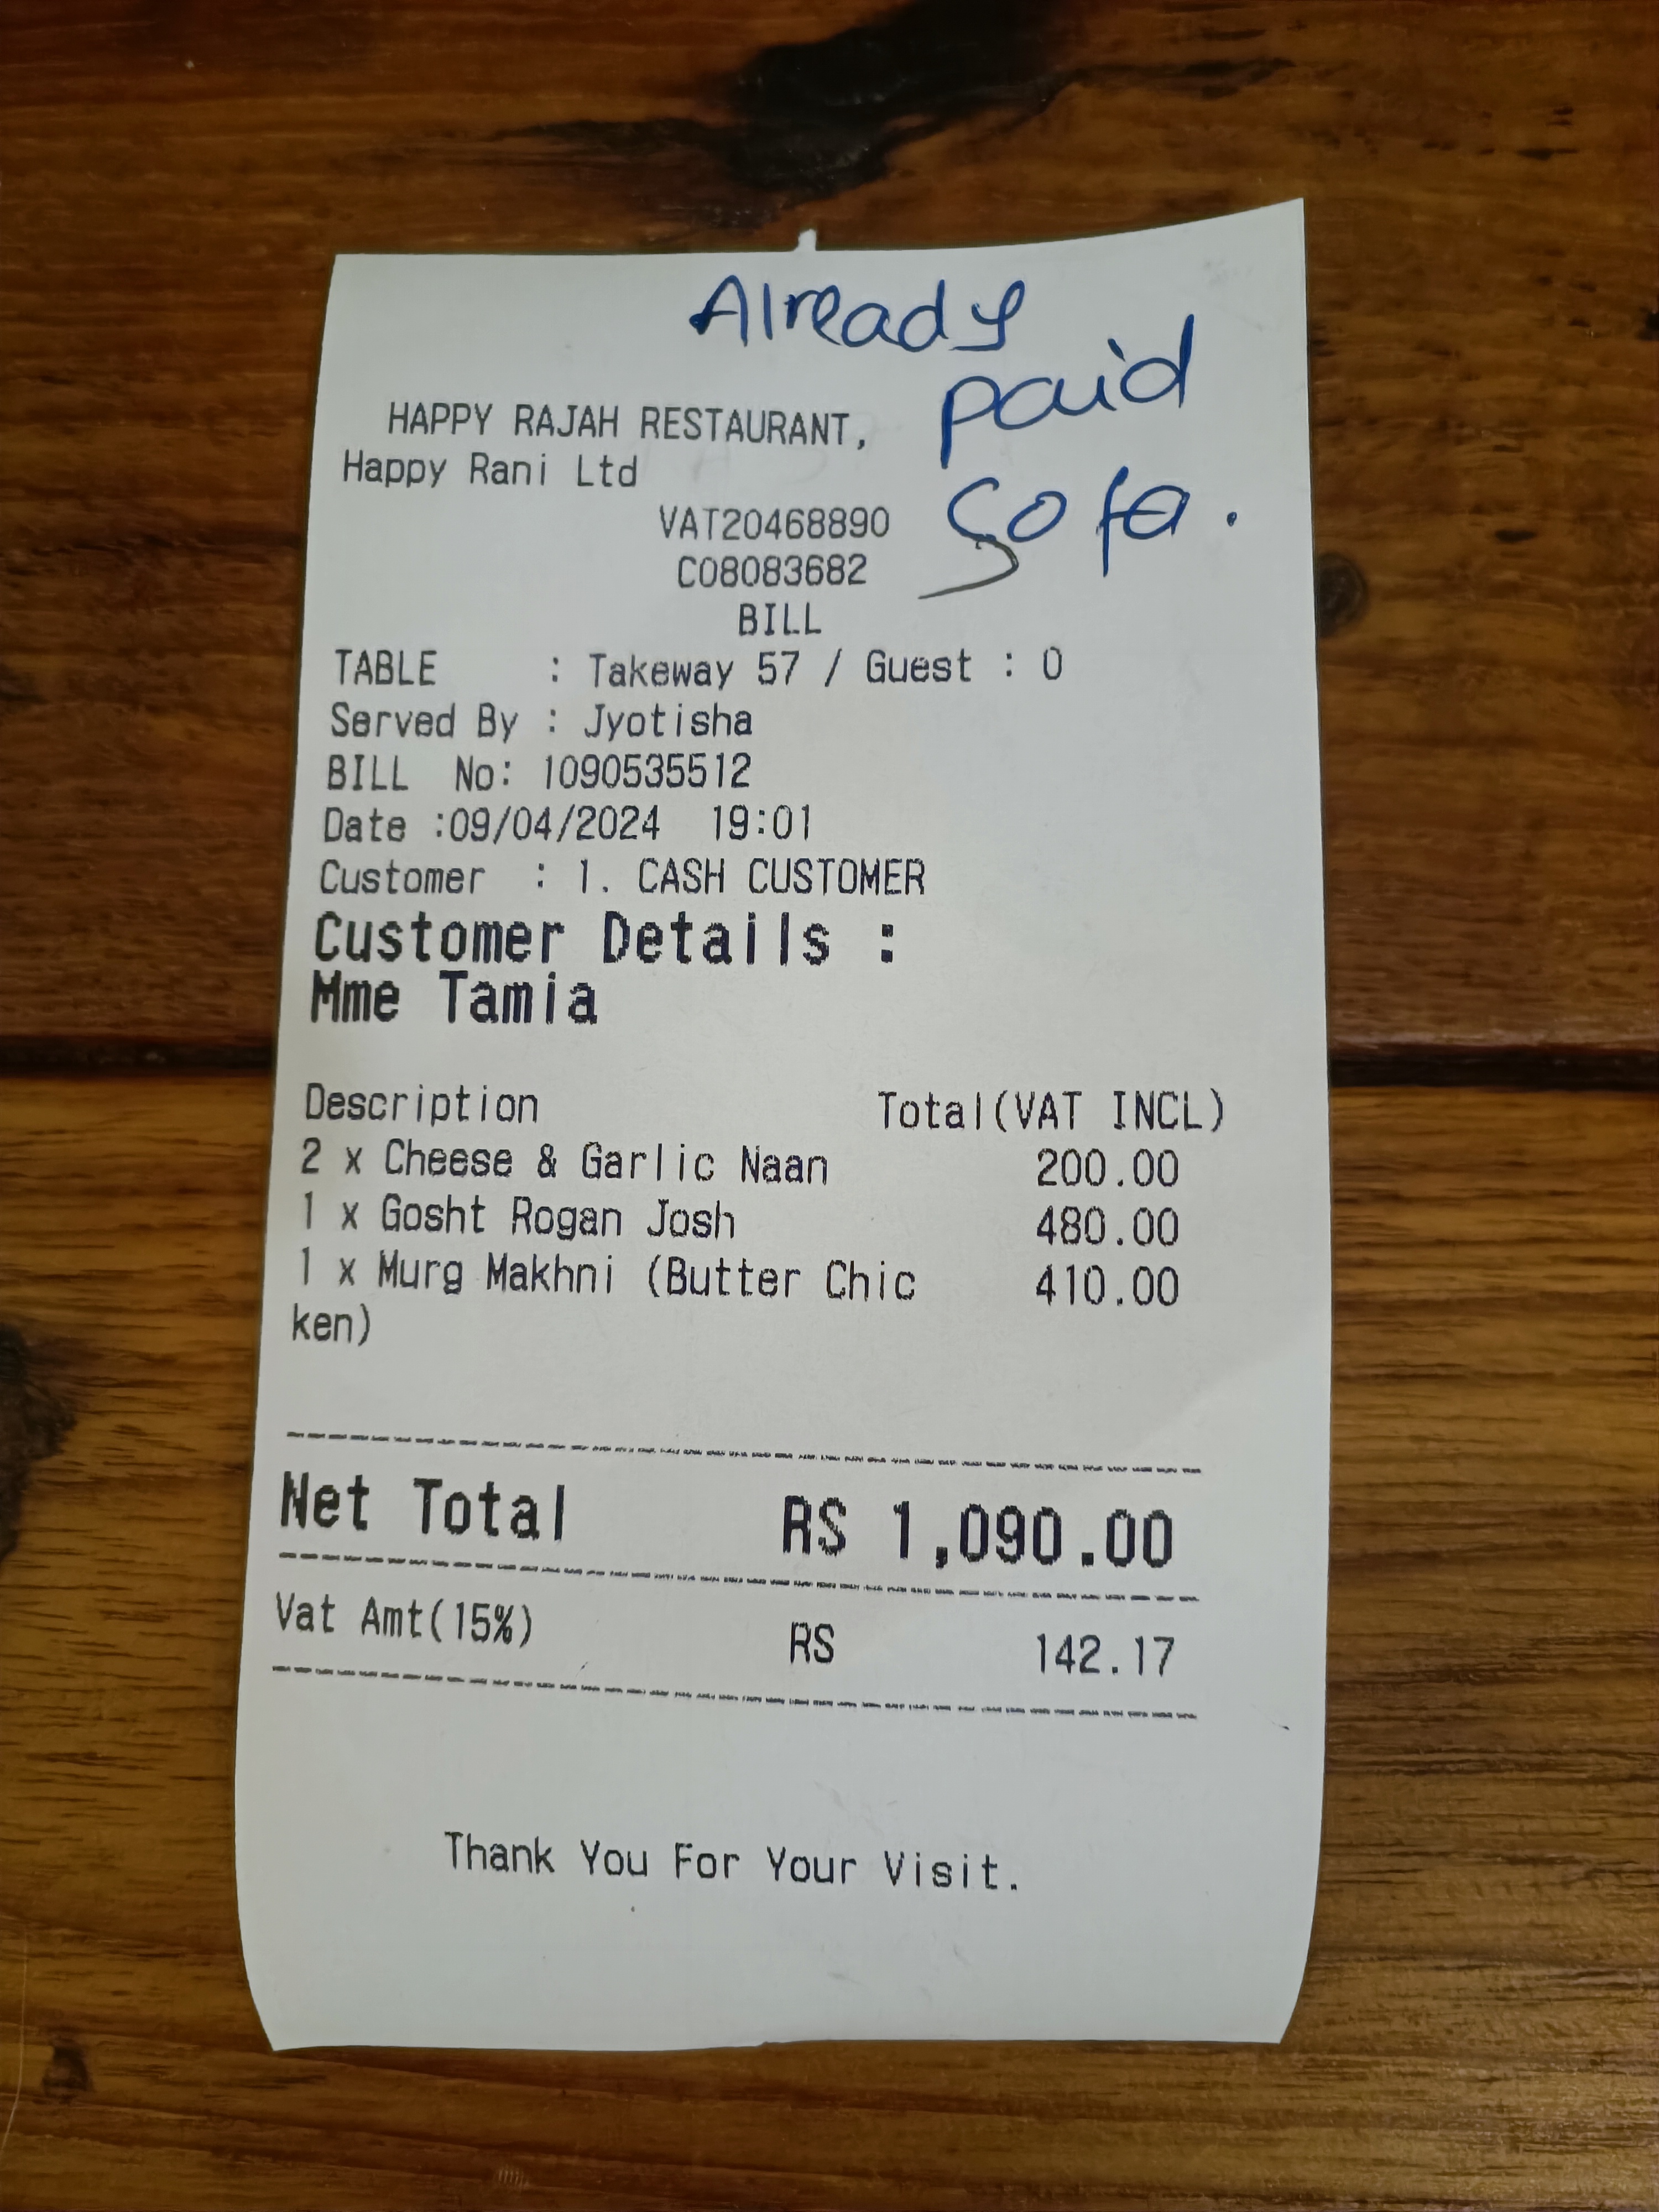 Already
paid
Sofa.
HAPPY RAJAH RESTAURANT,
Happy Rani Ltd
VAT20468890
C08083682
BILL
TABLE : Takeway 57 / Guest : 0
Served By : Jyotisha
BILL No: 1090535512
Date :09/04/2024 19:01
Customer : 1. CASH CUSTOMER
Customer Details :
Mme Tamia
Description Total(VAT INCL)
2 x Cheese & Garlic Naan 200.00
1 x Gosht Rogan Josh 480.00
1 x Murg Makhni (Butter Chic 410.00
ken)
Net Total RS 1,090.00
Vat Amt(15%) RS 142.17
Thank You For Your Visit.